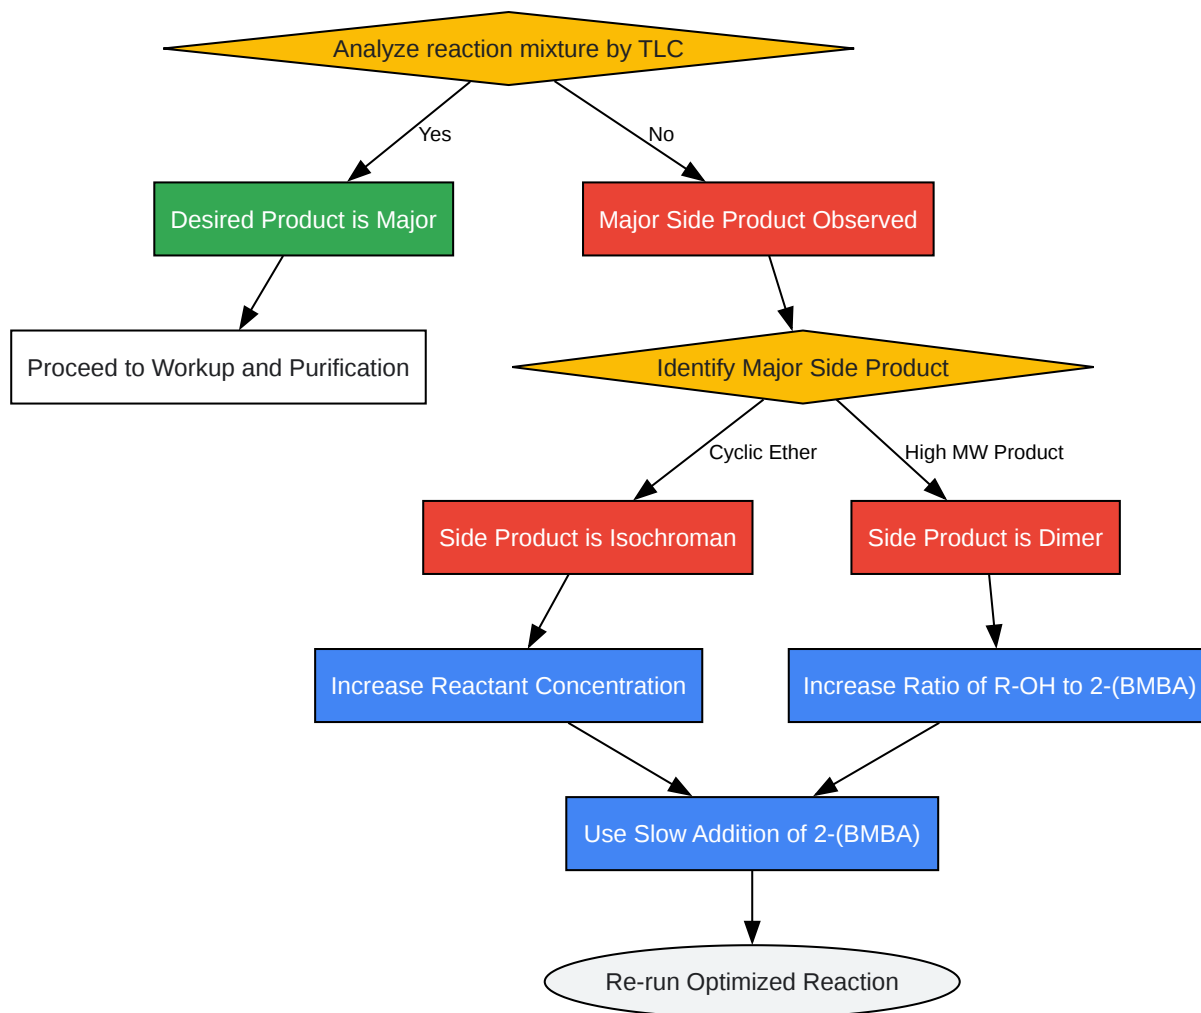 Analyze reaction mixture by TLC
Yes
No
Desired Product is Major
Major Side Product Observed
Proceed to Workup and Purification
Identify Major Side Product
Cyclic Ether
High MW Product
Side Product is Isochroman
Side Product is Dimer
Increase Reactant Concentration
Increase Ratio of R-OH to 2-(BMBA)
Use Slow Addition of 2-(BMBA)
Re-run Optimized Reaction